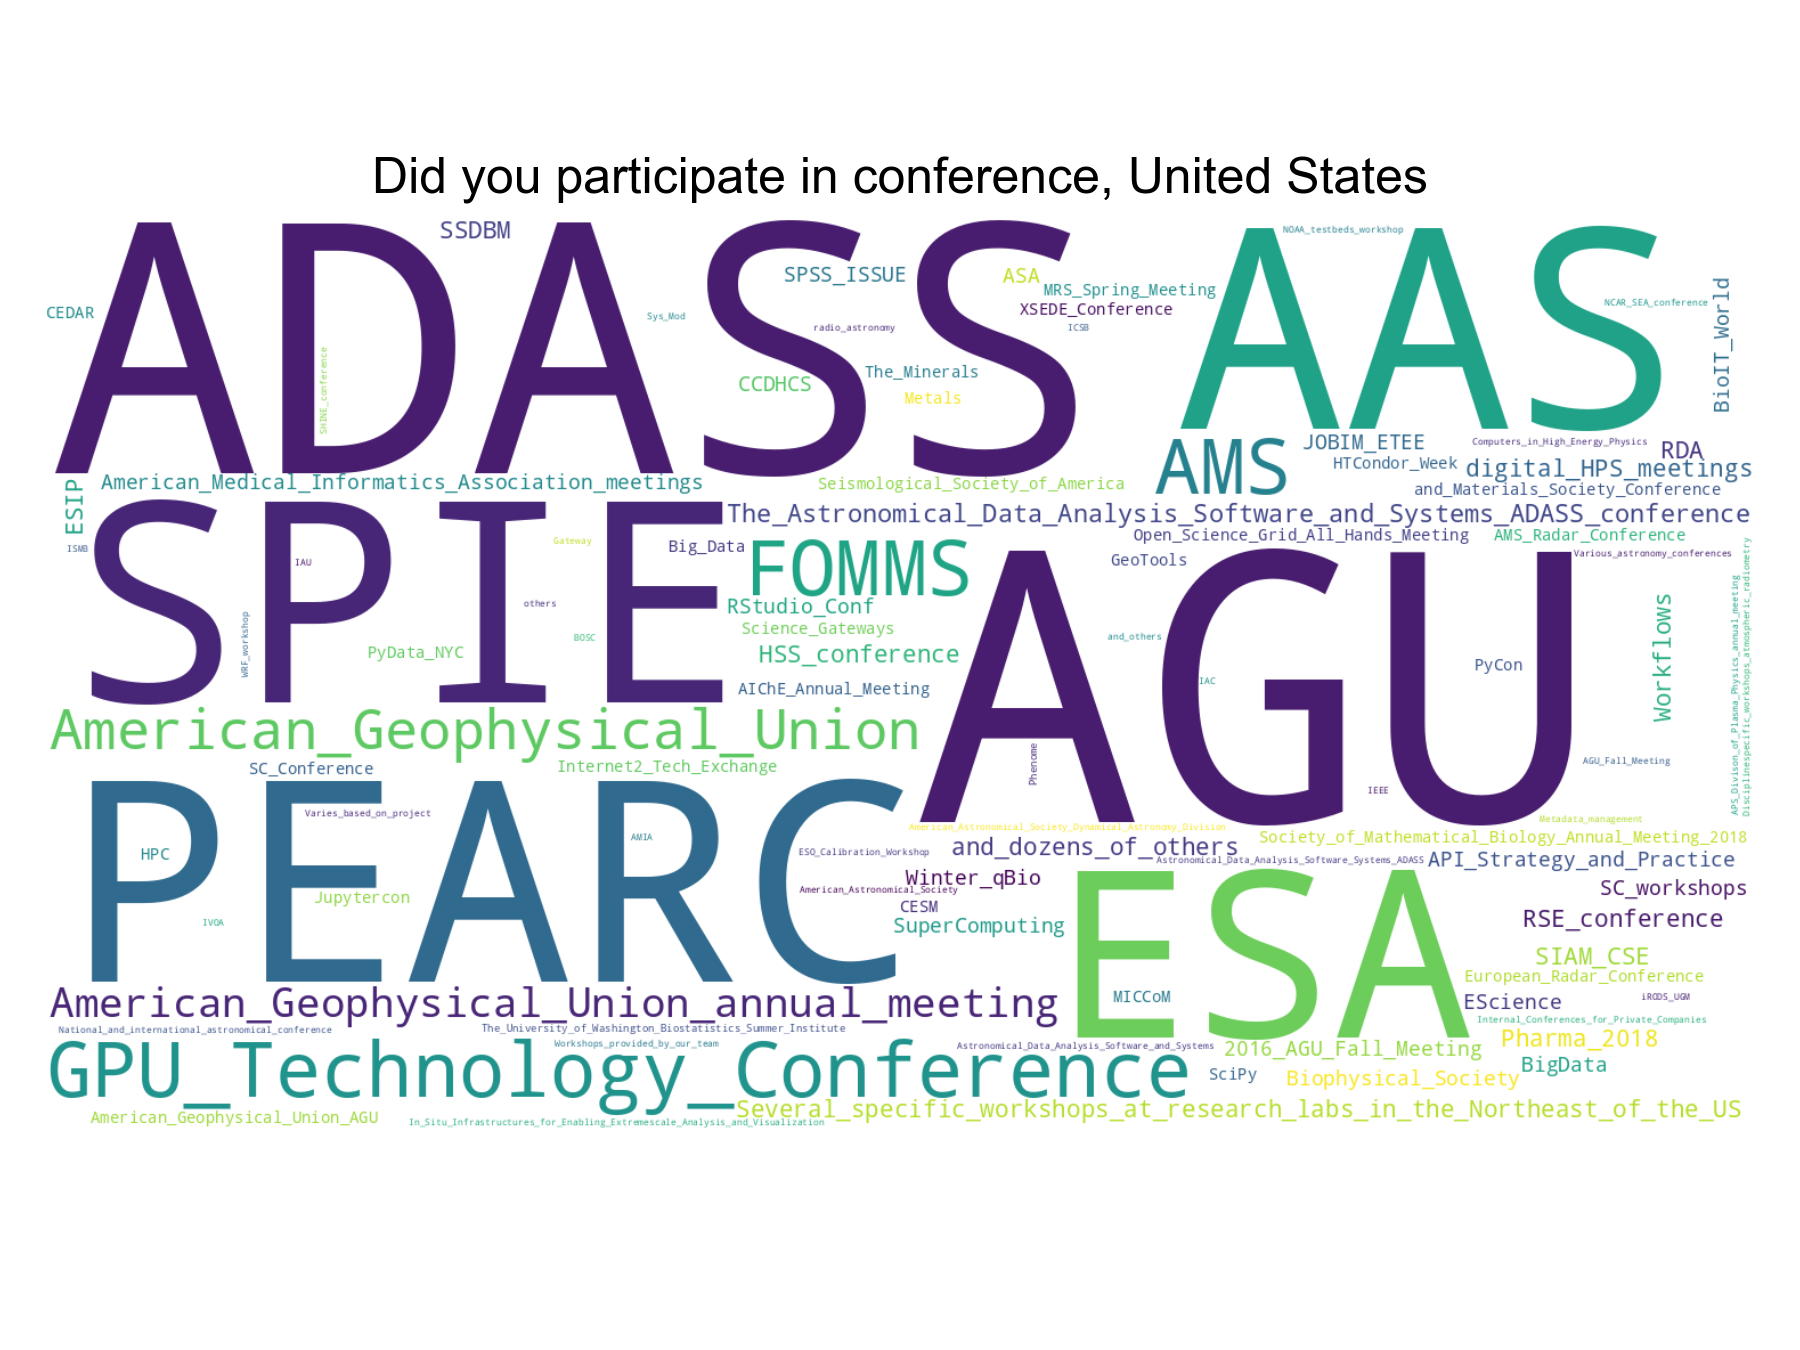 Did you participate in conference, United States
ADASS
SSDBM
AAS
NOAA_testbeds_workshop
SPSS_ISSUE
ASA
MRS_Spring_Meeting
XSEDE_Conference
ICSB
NCAR_SEA_conference
BioIT_World
CEDAR
Sys_Mod
radio_astronomy
SHINE_conference
CCDHCS
The_Minerals
Metals
AMS
JOBIM_ETEE
Computers_in_High_Energy_Physics
RDA
HTCondor_Week
digital_HPS_meetings
and_Materials_Society_Conference
ESIP
American_Medical_Informatics_Association_meetings
Seismological_Society_of_America
The_Astronomical_Data_Analysis_Software_and_Systems_ADASS_conference
SPIE
ISMB
IAU
Gateway
Big_Data
FOMMS
Open_Science_Grid_All_Hands_Meeting
AMS_Radar_Conference
GeoTools
Various_astronomy_conferences
AGU
others
WRF_workshop
BOSC
PyData_NYC
RStudio_Conf
Science_Gateways
HSS_conference
AIChE_Annual_Meeting
and_others
IAC
PyCon
Workflows
APS_Divison_of_Plasma_Physics_annual_meeting
Disciplinespecific_workshops_atmospheric_radiometry
American_Geophysical_Union
SC_Conference
Internet2_Tech_Exchange
Phenome
AGU_Fall_Meeting
IEEE
PEARC
Varies_based_on_project
HPC
AMIA
Jupytercon
IVOA
American_Astronomical_Society_Dynamical_Astronomy_Division
Metadata_management
Society_of_Mathematical_Biology_Annual_Meeting_2018
ESO_Calibration_Workshop
and_dozens_of_others
Astronomical_Data_Analysis_Software_Systems_ADASS
API_Strategy_and_Practice
Winter_qBio
American_Astronomical_Society
CESM
SuperComputing
ESA
MICCoM
SC_workshops
RSE_conference
SIAM_CSE
European_Radar_Conference
EScience
iRODS_UGM
Internal_Conferences_for_Private_Companies
American_Geophysical_Union_annual_meeting
National_and_international_astronomical_conference
The_University_of_Washington_Biostatistics_Summer_Institute
Workshops_provided_by_our_team
GPU_Technology_Conference
Astronomical_Data_Analysis_Software_and_Systems
2016_AGU_Fall_Meeting
Pharma_2018
BigData
SciPy
Biophysical_Society
American_Geophysical_Union_AGU
In_Situ_Infrastructures_for_Enabling_Extremescale_Analysis_and_Visualization
Several_specific_workshops_at_research_labs_in_the_Northeast_of_the_US